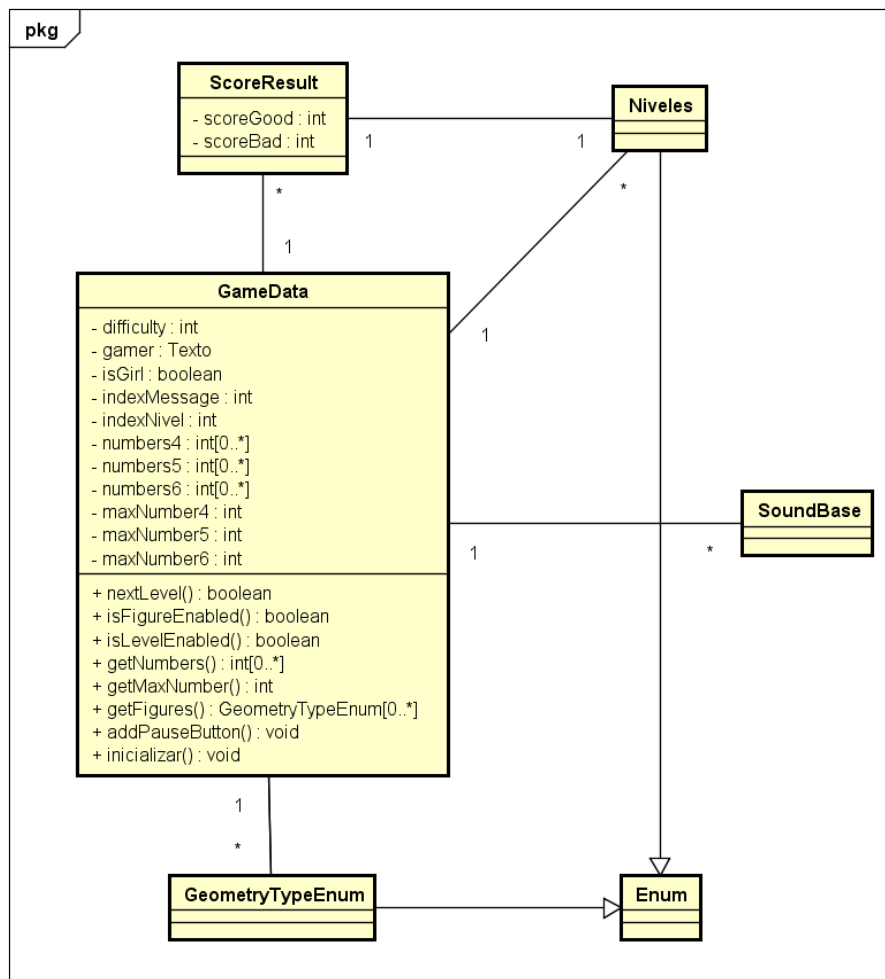 pkg
ScoreResult
- scoreGood : int
- scoreBad : int
Niveles
1
1
*
*
1
1
GameData
- difficulty : int
- gamer : Texto
- isGirl : boolean
- indexMessage : int
- indexNivel : int
- numbers4 : int[0..*]
- numbers5 : int[0..*]
- numbers6 : int[0..*]
- maxNumber4 : int
- maxNumber5 : int
- maxNumber6 : int
+ nextLevel() : boolean
+ isFigureEnabled() : boolean
+ isLevelEnabled() : boolean
+ getNumbers() : int[0..*]
+ getMaxNumber() : int
+ getFigures() : GeometryTypeEnum[0..*]
+ addPauseButton() : void
+ inicializar() : void
SoundBase
1
*
1
*
GeometryTypeEnum
Enum